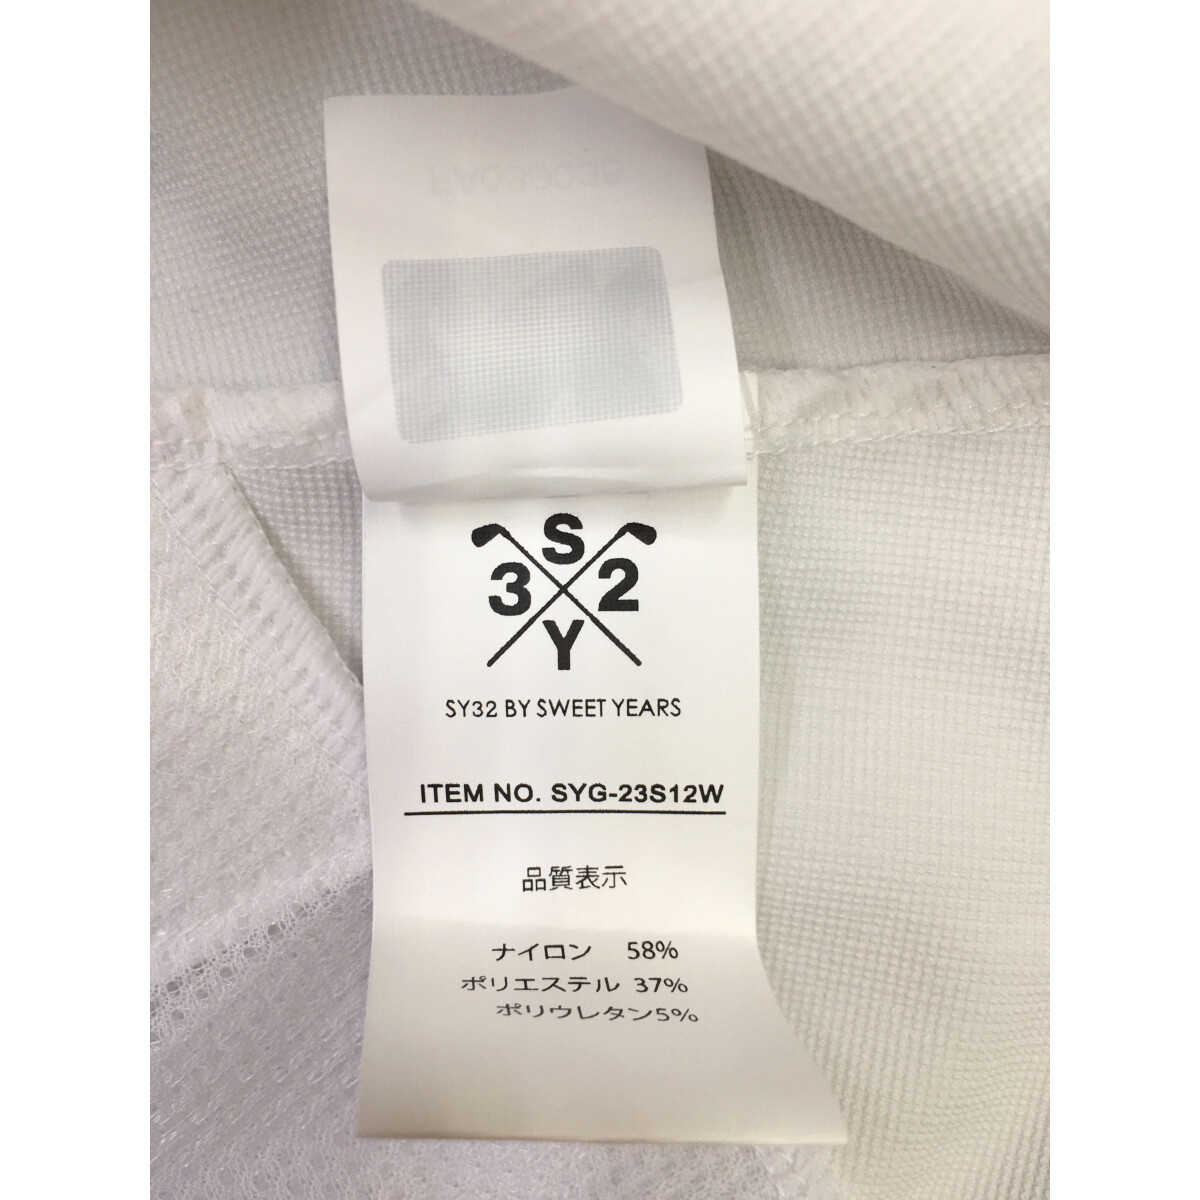 S
3 2
Y
SY32 BY SWEET YEARS
ITEM NO. SYG-23S12W
品質表示
ナイロン 58%
ポリエステル 37%
ポリウレタン5%